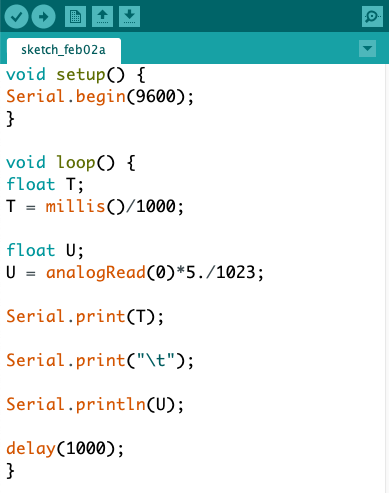 sketch_feb02a
void setup() {
Serial.begin(9600);
}
void loop() {
float T;
T = millis()/1000;
float U;
U = analogRead(0)*5./1023;
Serial.print(T);
Serial.print("\t");
Serial.println(U);
delay(1000);
}